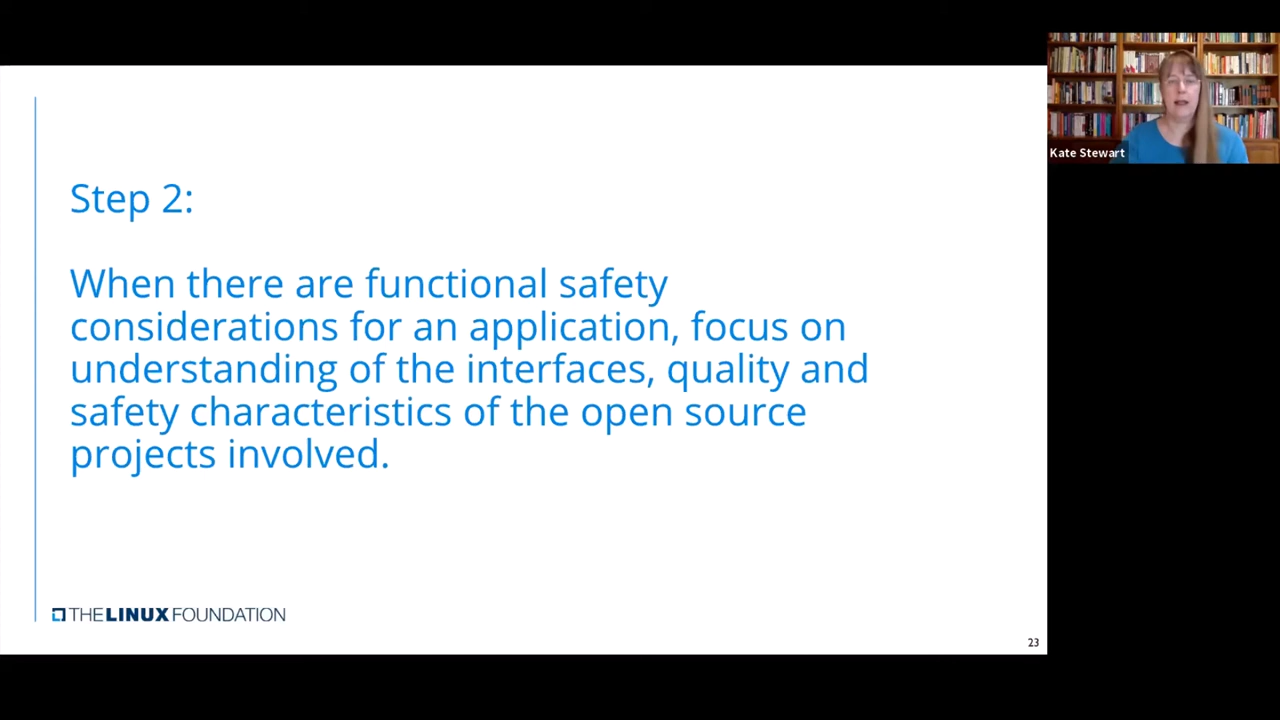 Kate Stewart
Step 2:
When there are functional safety
considerations for an application, focus on
understanding of the interfaces, quality and
safety characteristics of the open source
projects involved.
THE LINUX FOUNDATION
23